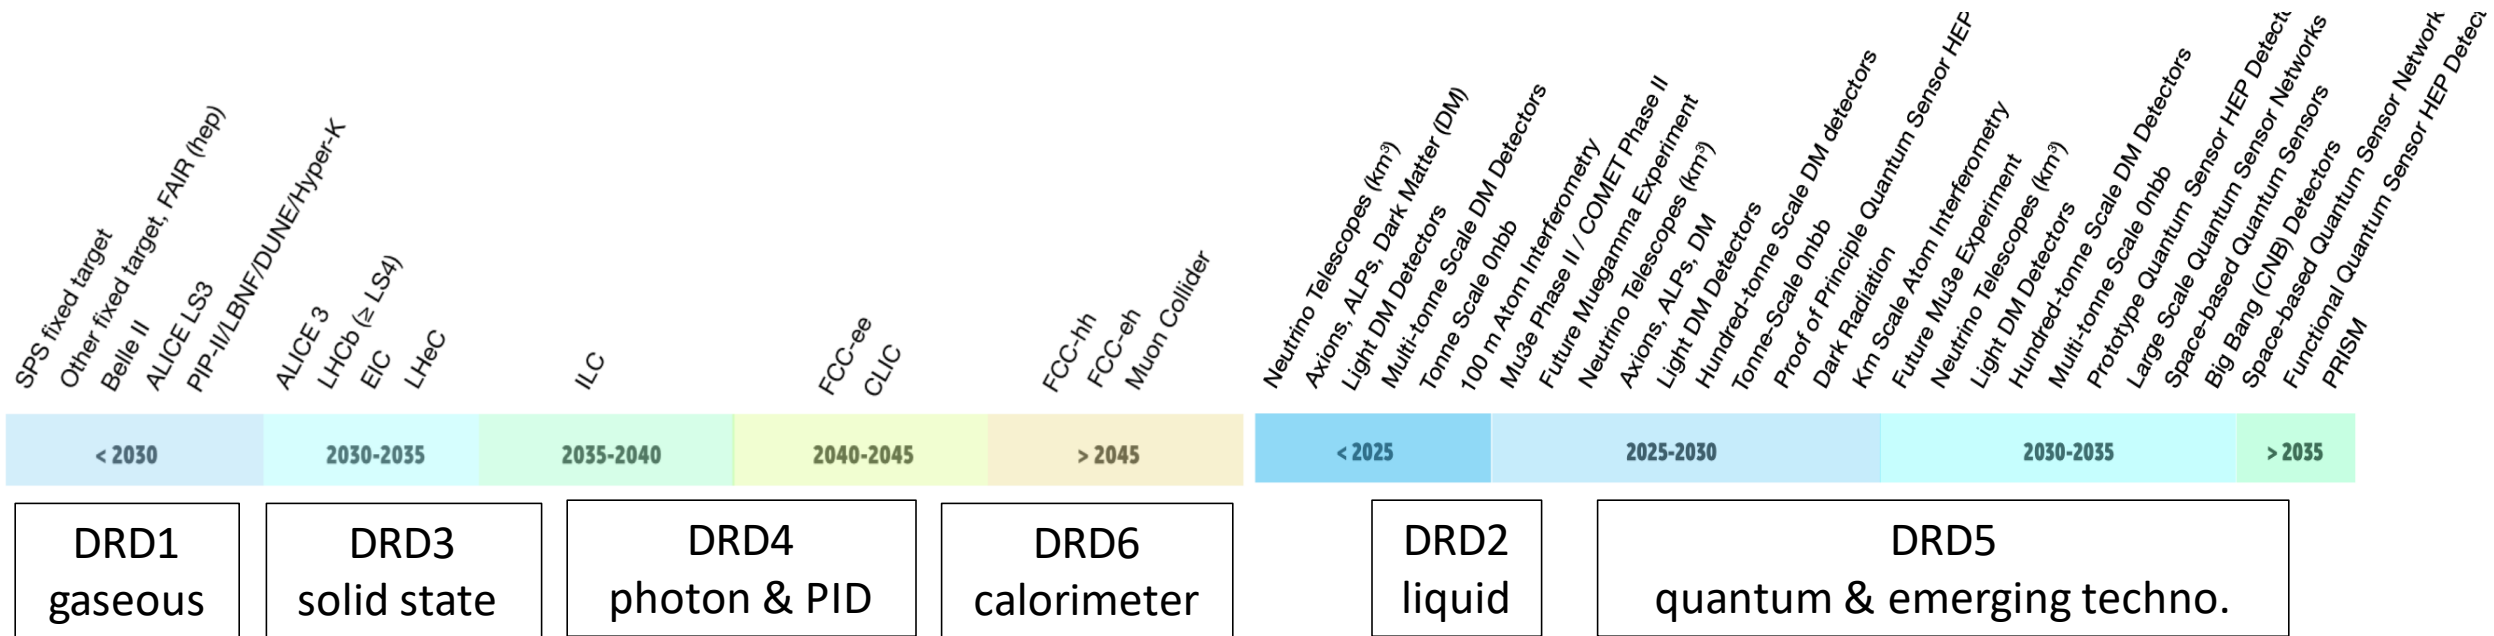 SPS fixed target
Other fixed target, FAIR (hep)
Belle II
ALICE LS3
PIP-II/LBNF/DUNE/Hyper-K
ALICE 3
LHCb (≥ LS4)
EIC
LHeC
ILC
FCC-ee
CLIC
FCC-hh
FCC-eh
Muon Collider
Neutrino Telescopes (km³)
Axions, ALPs, Dark Matter (DM)
Light DM Detectors
Multi-tonne Scale DM Detectors
Tonne Scale 0nbb
100 m Atom Interferometry
Mu3e Phase II / COMET Phase II
Future Muegamma Experiment
Neutrino Telescopes (km³)
Axions, ALPs, DM
Light DM Detectors
Hundred-tonne Scale DM detectors
Tonne-Scale 0nbb
Proof of Principle Quantum Sensor HEP
Dark Radiation
Km Scale Atom Interferometry
Future Mu3e Experiment
Neutrino Telescopes (km³)
Light DM Detectors
Hundred-tonne Scale DM Detectors
Multi-tonne Scale 0nbb
Prototype Quantum Sensor HEP
Large Scale Quantum Sensor Networks
Space-based Quantum Sensors
Big Bang (CNB) Detectors
Space-based Quantum Sensor Network
Functional Quantum Sensor HEP
PRISM
< 2030
2030-2035
2035-2040
2040-2045
> 2045
< 2025
2025-2030
2030-2035
> 2035
DRD1
gaseous
DRD3
solid state
DRD4
photon & PID
DRD6
calorimeter
DRD2
liquid
DRD5
quantum & emerging techno.